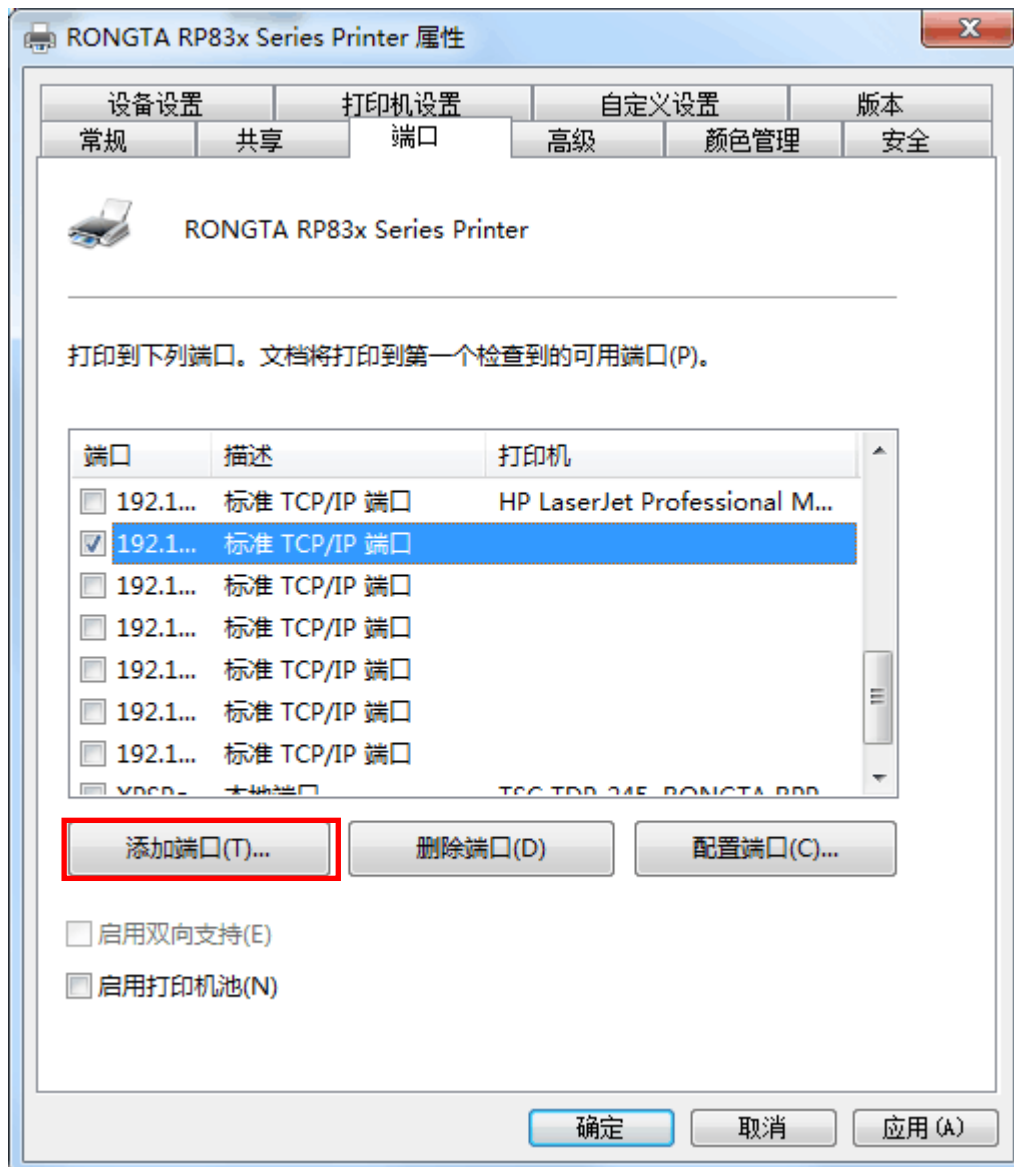 RONGTA RP83x Series Printer 属性
设备设置 打印机设置 自定义设置 版本
常规 共享 端口 高级 颜色管理 安全
RONGTA RP83x Series Printer
打印到下列端口。文档将打印到第一个检查到的可用端口(P)。
端口 描述 打印机
192.1... 标准 TCP/IP 端口 HP LaserJet Professional M...
192.1... 标准 TCP/IP 端口
192.1... 标准 TCP/IP 端口
192.1... 标准 TCP/IP 端口
192.1... 标准 TCP/IP 端口
192.1... 标准 TCP/IP 端口
192.1... 标准 TCP/IP 端口
本地端口
添加端口(T)... 删除端口(D) 配置端口(C)...
启用双向支持(E)
启用打印机池(N)
确定 取消 应用(A)